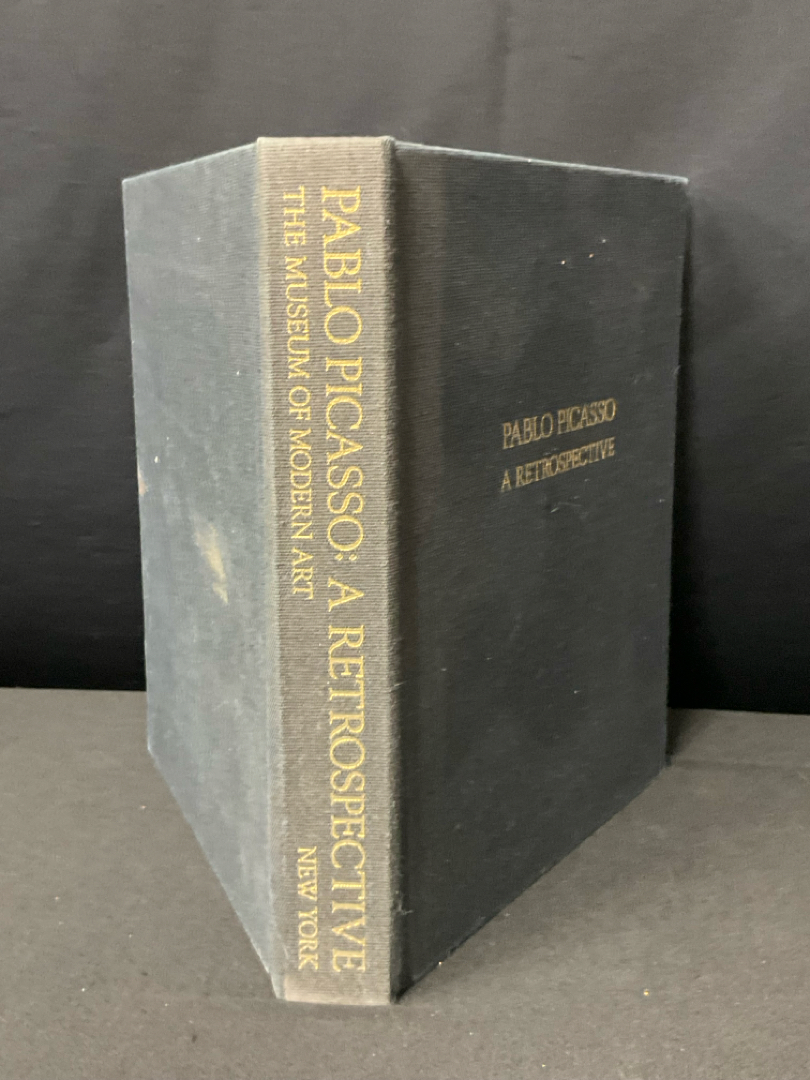 PABLO PICASSO: A RETROSPECTIVE
THE MUSEUM OF MODERN ART
NEW YORK
PABLO PICASSO
A RETROSPECTIVE